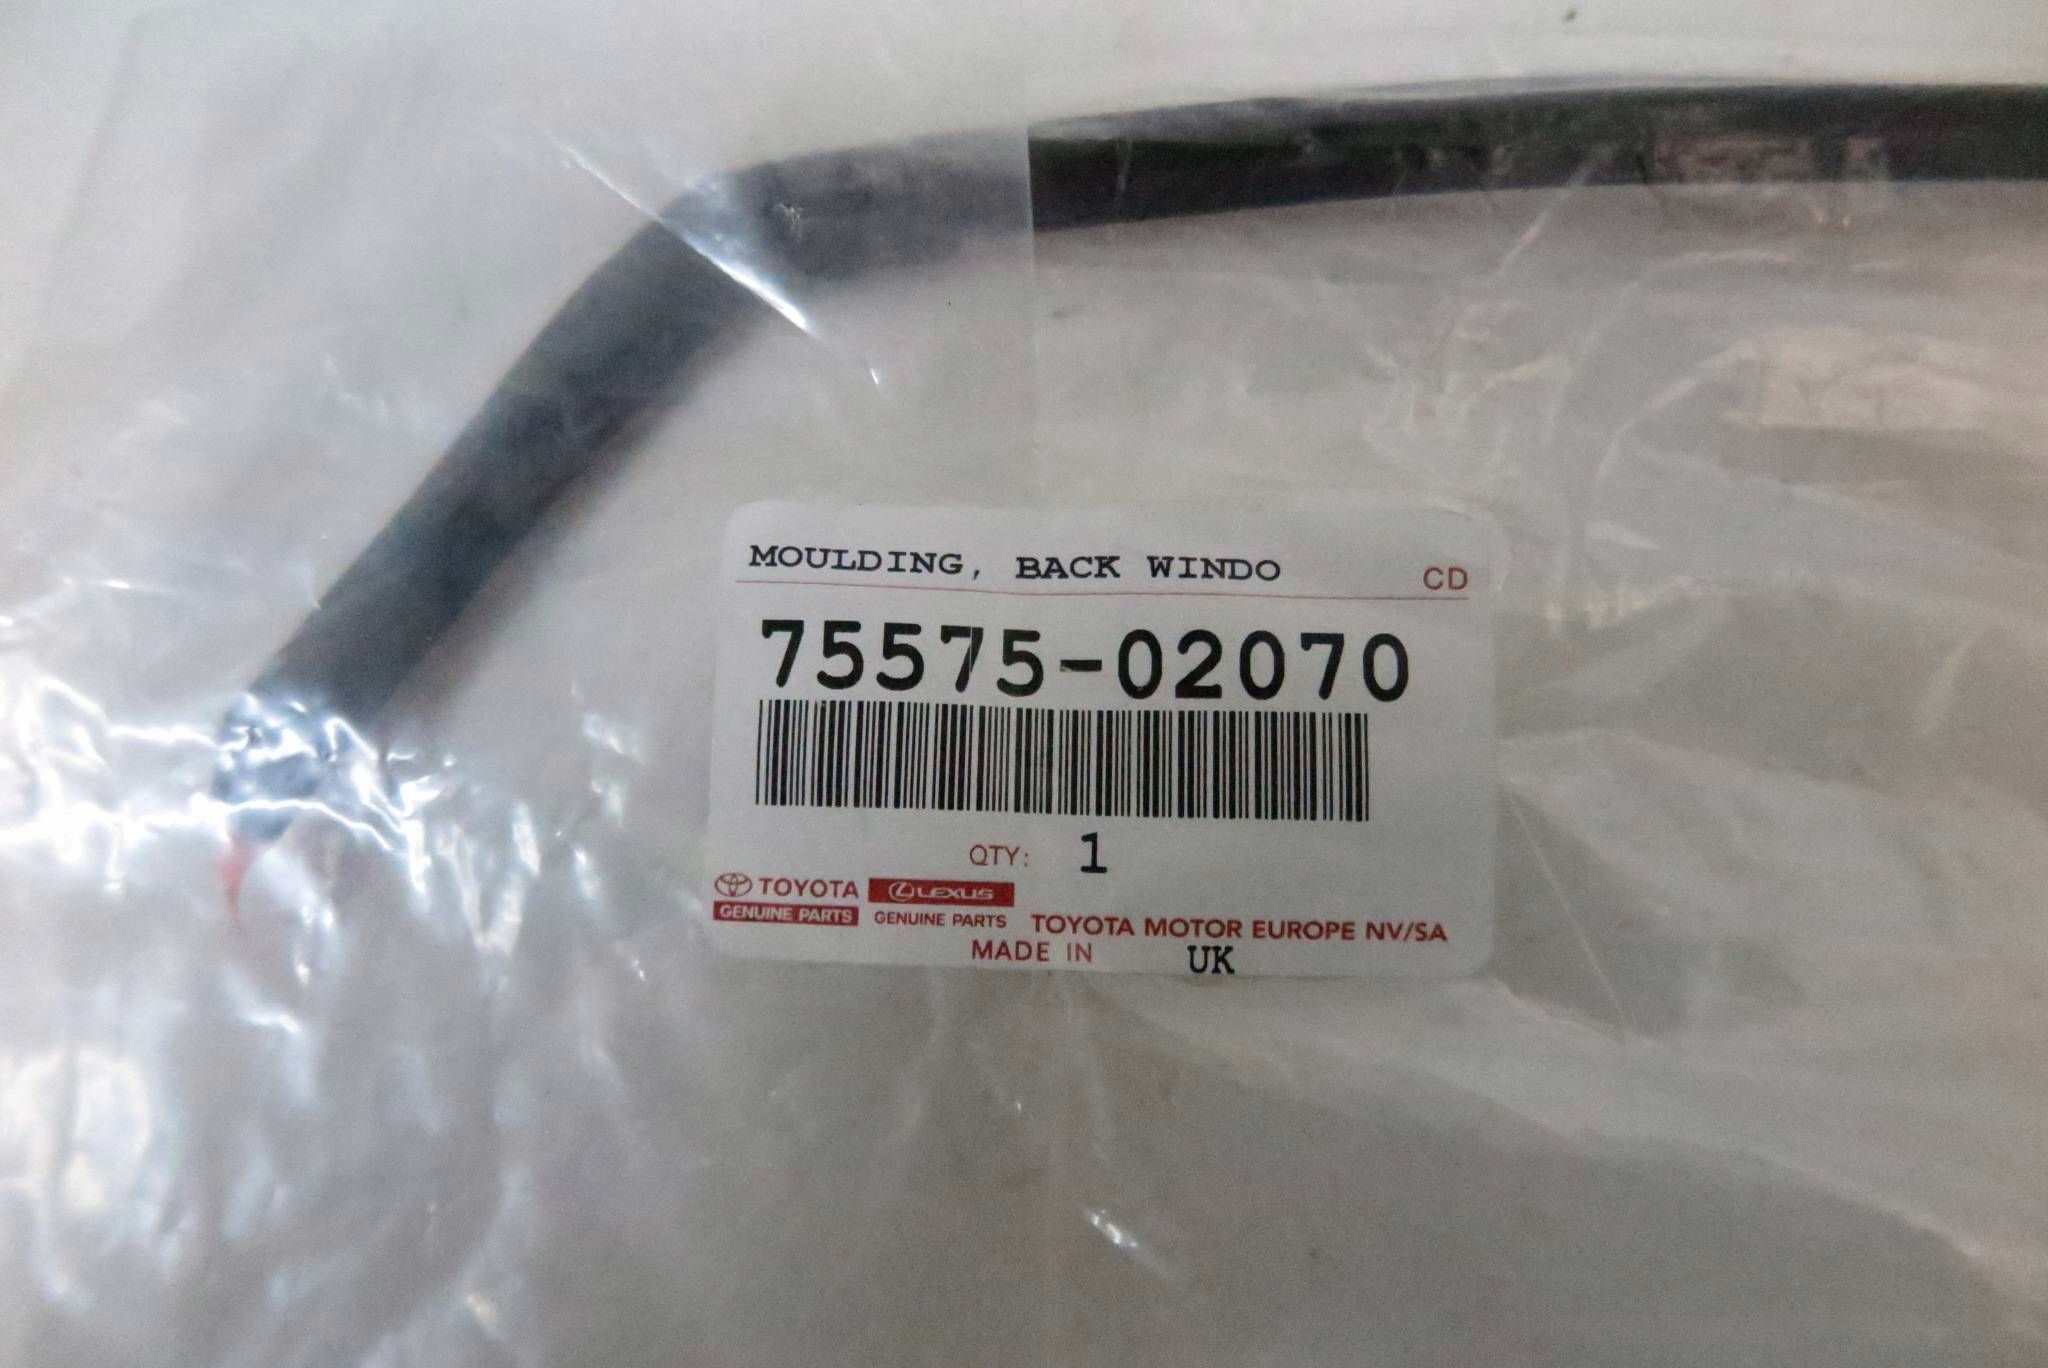 MOULDING, BACK WINDO CD
75575-02070
QTY: 1
TOYOTA LEXUS
GENUINE PARTS GENUINE PARTS TOYOTA MOTOR EUROPE NV/SA
MADE IN UK